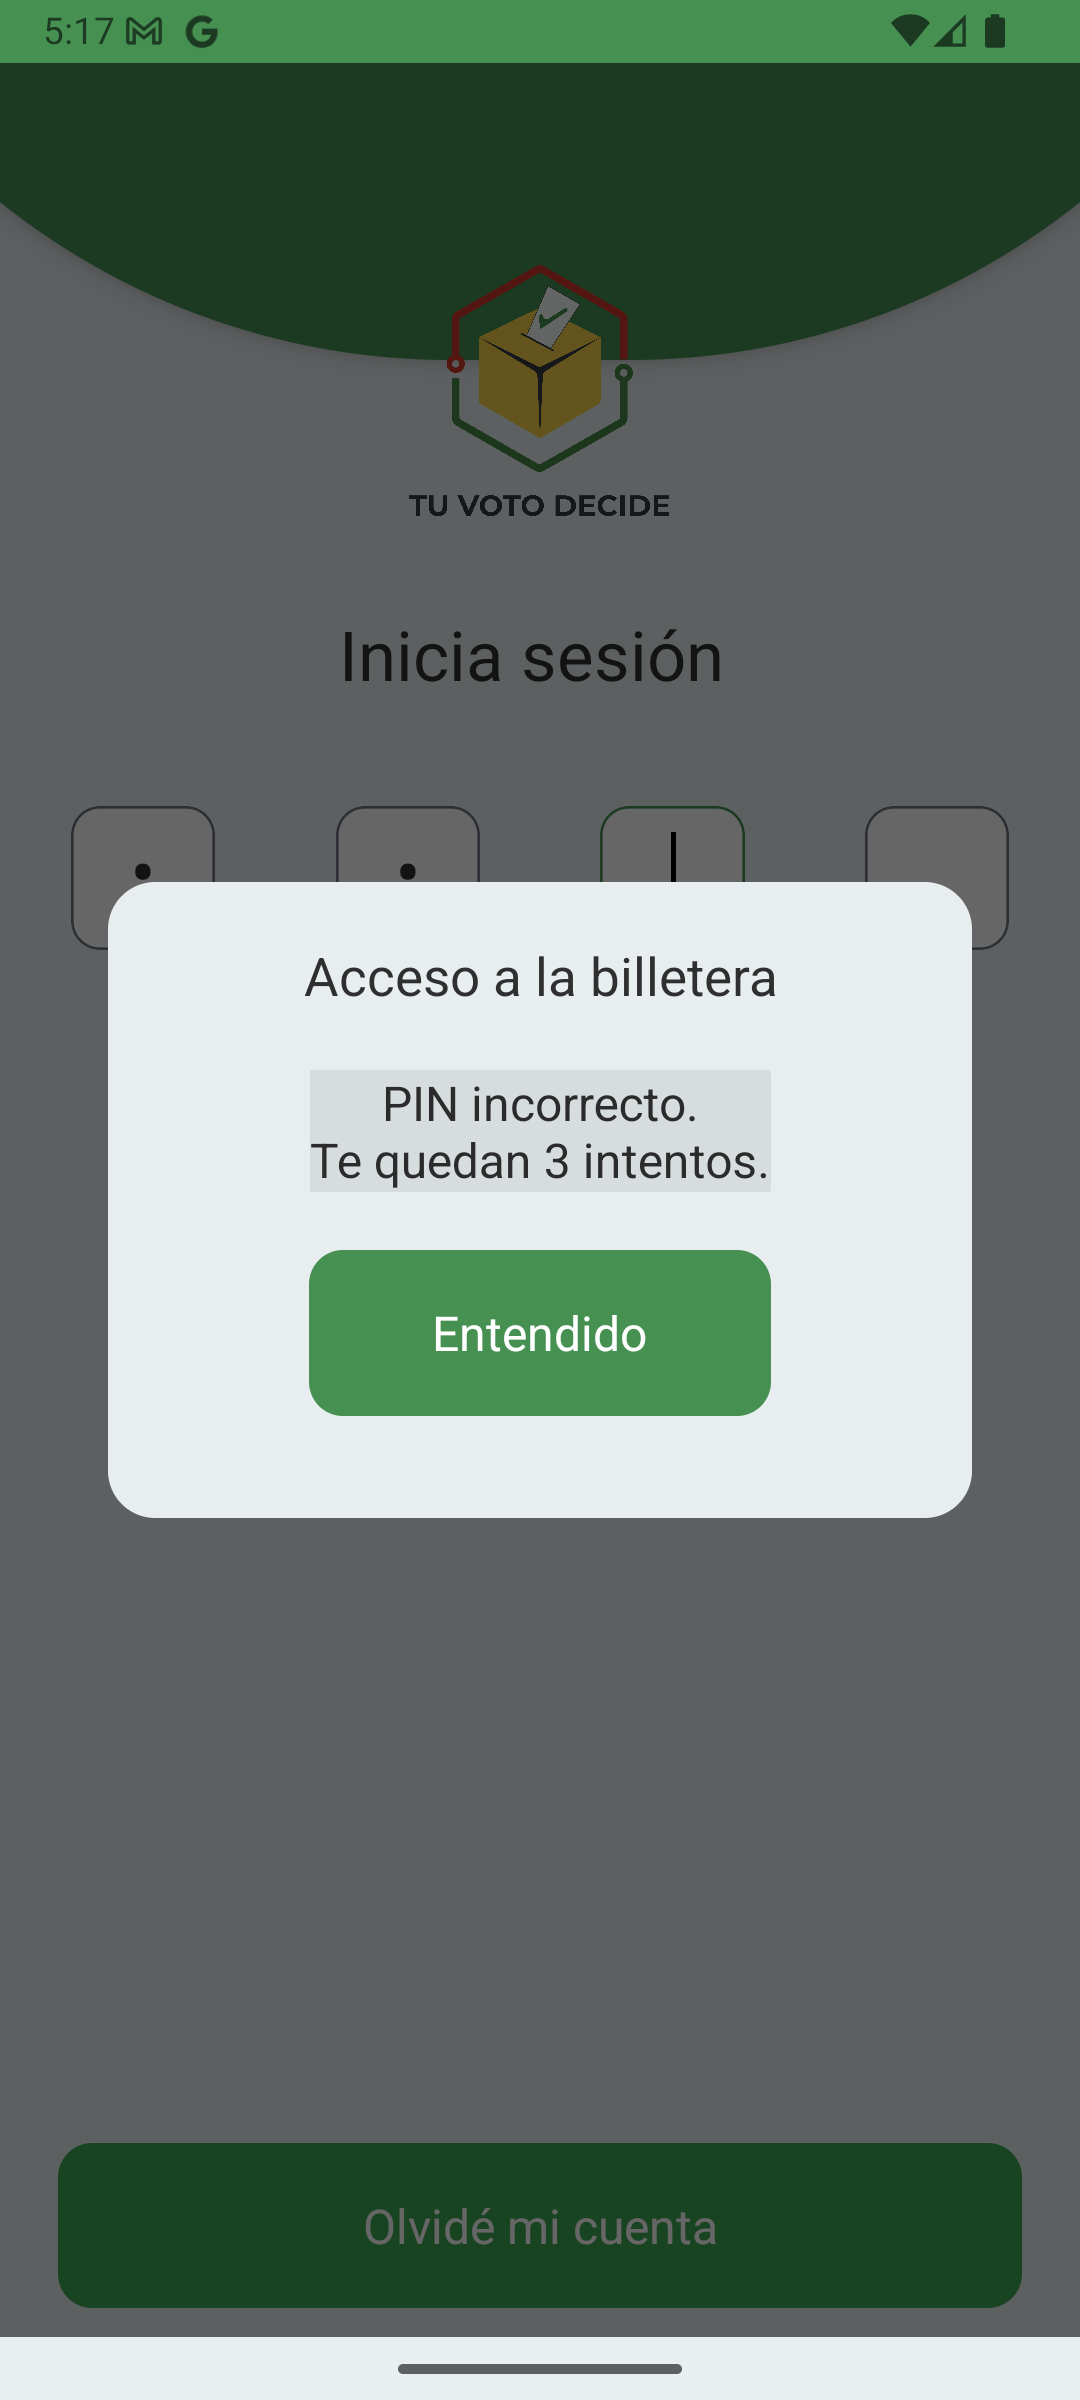 5:17
TU VOTO DECIDE
Inicia sesión
Acceso a la billetera
PIN incorrecto.
Te quedan 3 intentos.
Entendido
Olvidé mi cuenta